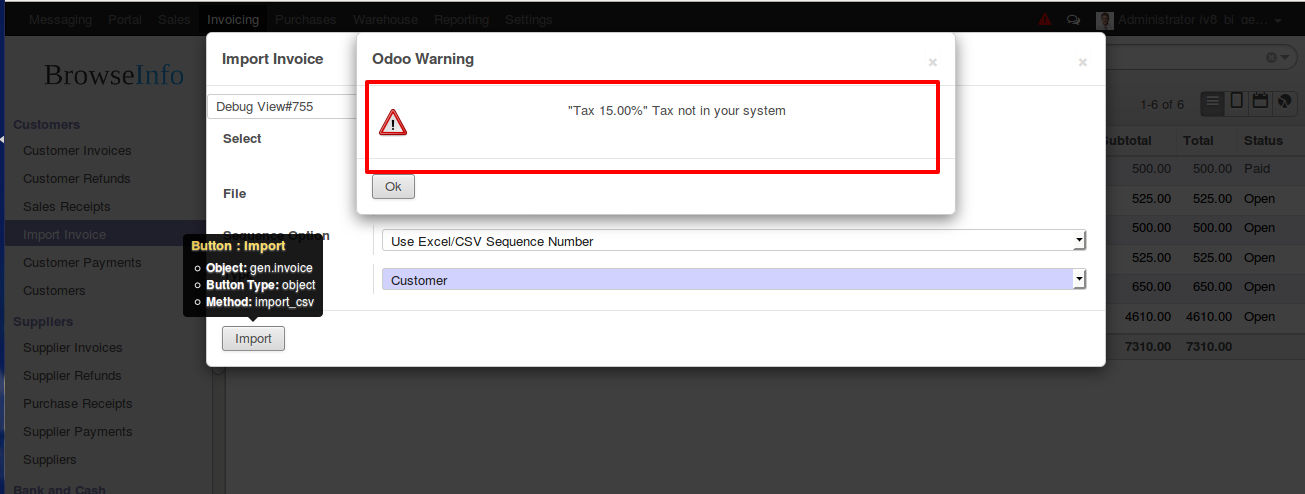 Messaging Portal Sales Invoicing Purchases Warehouse Reporting Settings Administrator
Import Invoice
Odoo Warning
×
×
BrowseInfo
Debug View#755
"Tax 15.00%" Tax not in your system
1-6 of 6
Customers
Select
Subtotal Total Status
Customer Invoices
500.00 500.00 Paid
Customer Refunds
Ok
File
525.00 525.00 Open
Sales Receipts
500.00 500.00 Open
Import Invoice
Sequence Option
Use Excel/CSV Sequence Number
Button : Import
525.00 525.00 Open
Customer Payments
Object: gen.invoice
Customer
Button Type: object
650.00 650.00 Open
Customers
Method: import_csv
4610.00 4610.00 Open
Suppliers
Import
7310.00 7310.00
Supplier Invoices
Supplier Refunds
Purchase Receipts
Supplier Payments
Suppliers
Bank and Cash